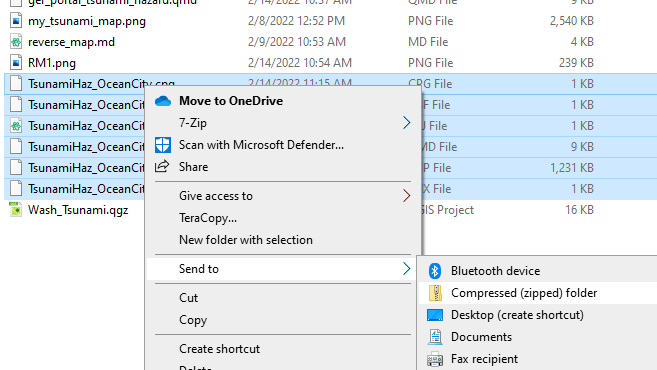 ger_portal_tsunami_hazard.qmd 2/14/2022 10:57 AM QMD File 9 KB
my_tsunami_map.png 2/8/2022 12:52 PM PNG File 2,540 KB
reverse_map.md 2/9/2022 10:53 AM MD File 4 KB
RM1.png 2/14/2022 10:54 AM PNG File 239 KB
TsunamiHaz_OceanCity.cpg 2/14/2022 11:15 AM CPG File 1 KB
TsunamiHaz_OceanCit F File 1 KB
TsunamiHaz_OceanCit J File 1 KB
TsunamiHaz_OceanCit MD File 9 KB
TsunamiHaz_OceanCit P File 1,231 KB
TsunamiHaz_OceanCit X File 1 KB
Wash_Tsunami.qgz GIS Project 16 KB
Move to OneDrive
7-Zip
Scan with Microsoft Defender...
Share
Give access to
TeraCopy...
New folder with selection
Send to
Cut
Copy
Create shortcut
Delete
Bluetooth device
Compressed (zipped) folder
Desktop (create shortcut)
Documents
Fax recipient